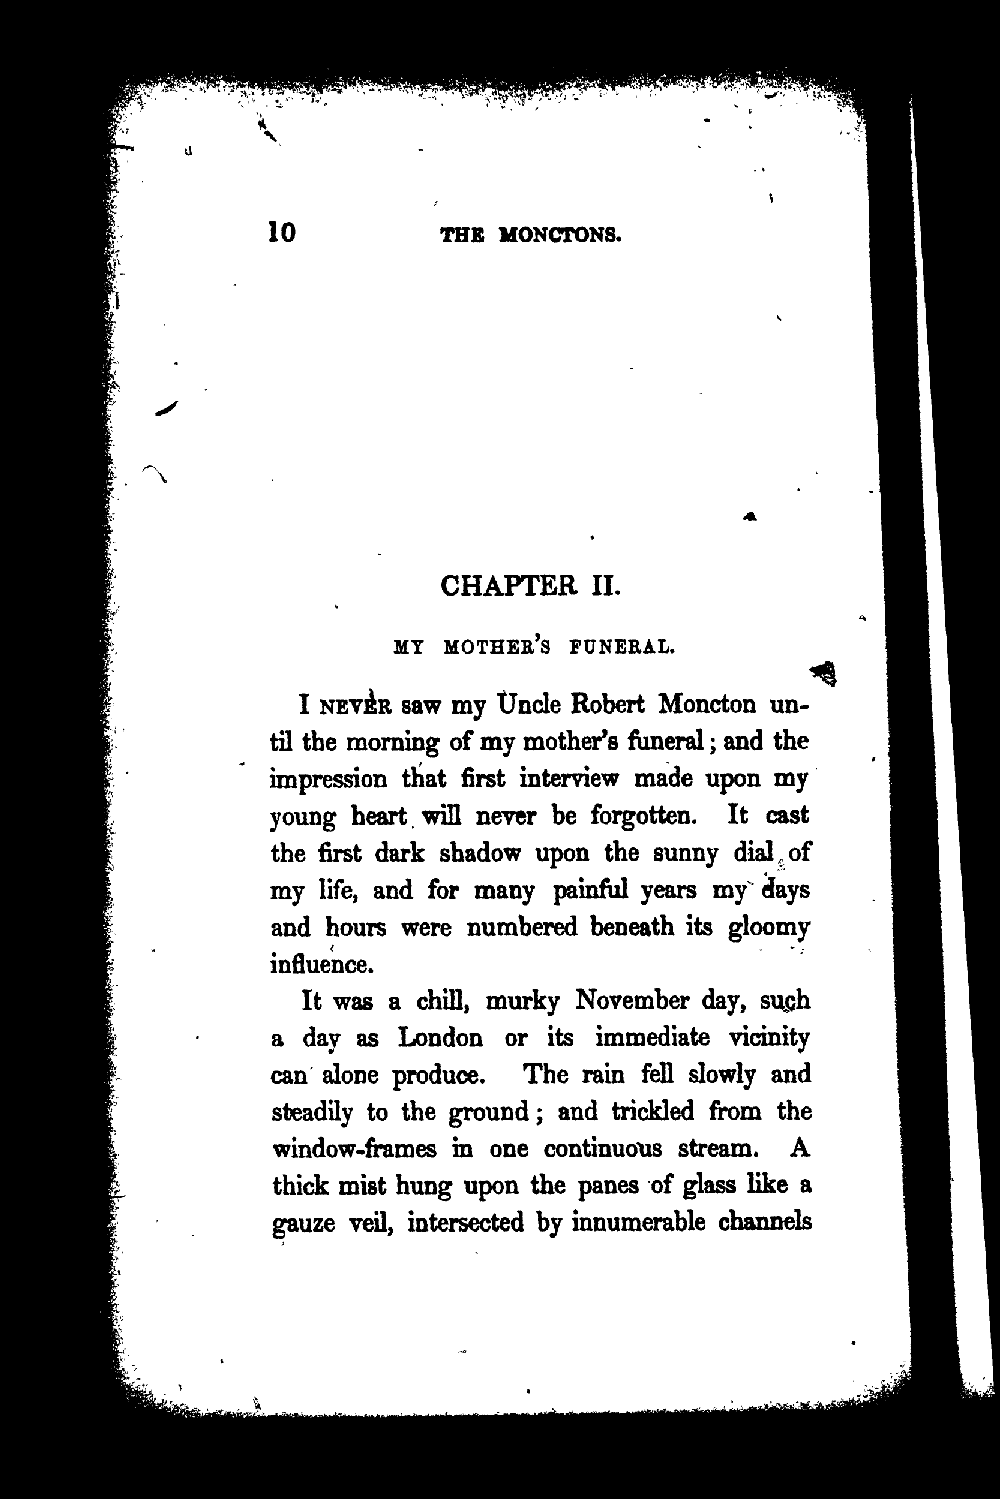 10 THE MONCTONS.
CHAPTER II.
MY MOTHER'S FUNERAL.
I NEVER saw my Uncle Robert Moncton un-
til the morning of my mother's funeral; and the
impression that first interview made upon my
young heart will never be forgotten. It cast
the first dark shadow upon the sunny dial of
my life, and for many painful years my days
and hours were numbered beneath its gloomy
influence.
It was a chill, murky November day, such
a day as London or its immediate vicinity
can alone produce. The rain fell slowly and
steadily to the ground; and trickled from the
window-frames in one continuous stream. A
thick mist hung upon the panes of glass like a
gauze veil, intersected by innumerable channels